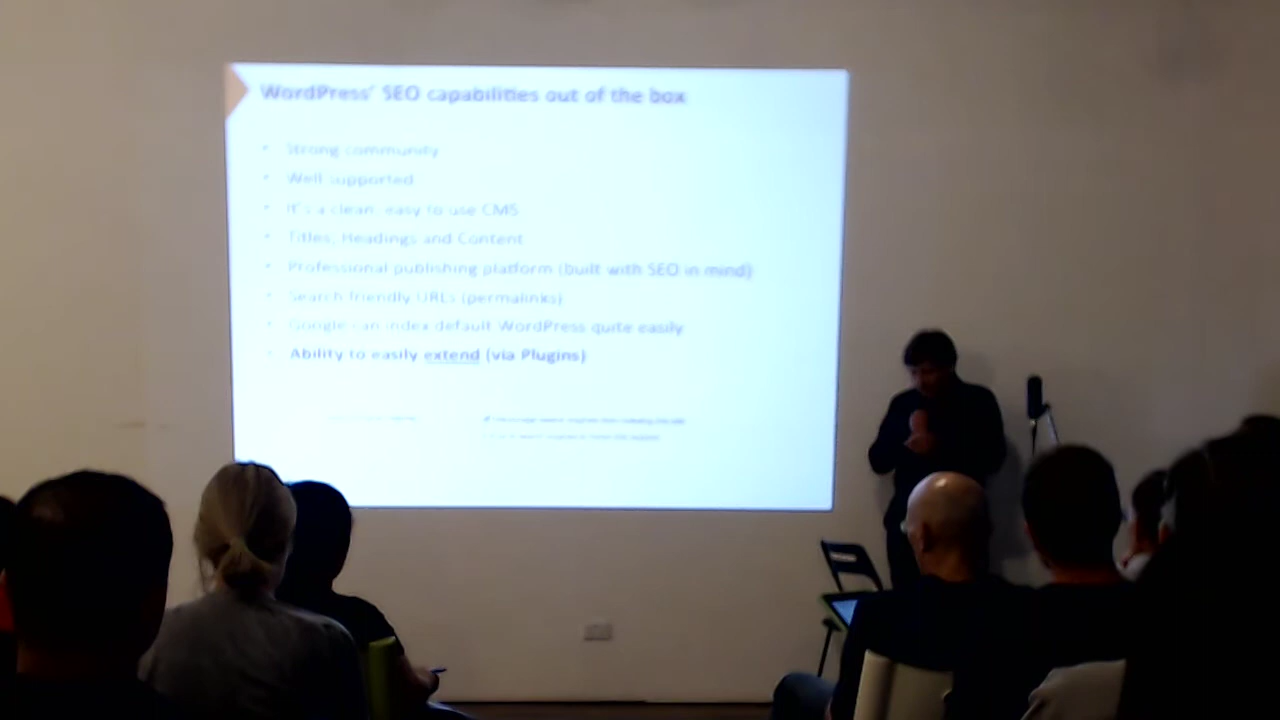 WordPress' SEO capabilities out of the box
• Strong community
• Well supported
• It's a clean, easy to use CMS
• Titles, Headings and Content
• Professional publishing platform (built with SEO in mind)
• Search friendly URLs (permalinks)
• Google can index default WordPress quite easily
• Ability to easily extend (via Plugins)